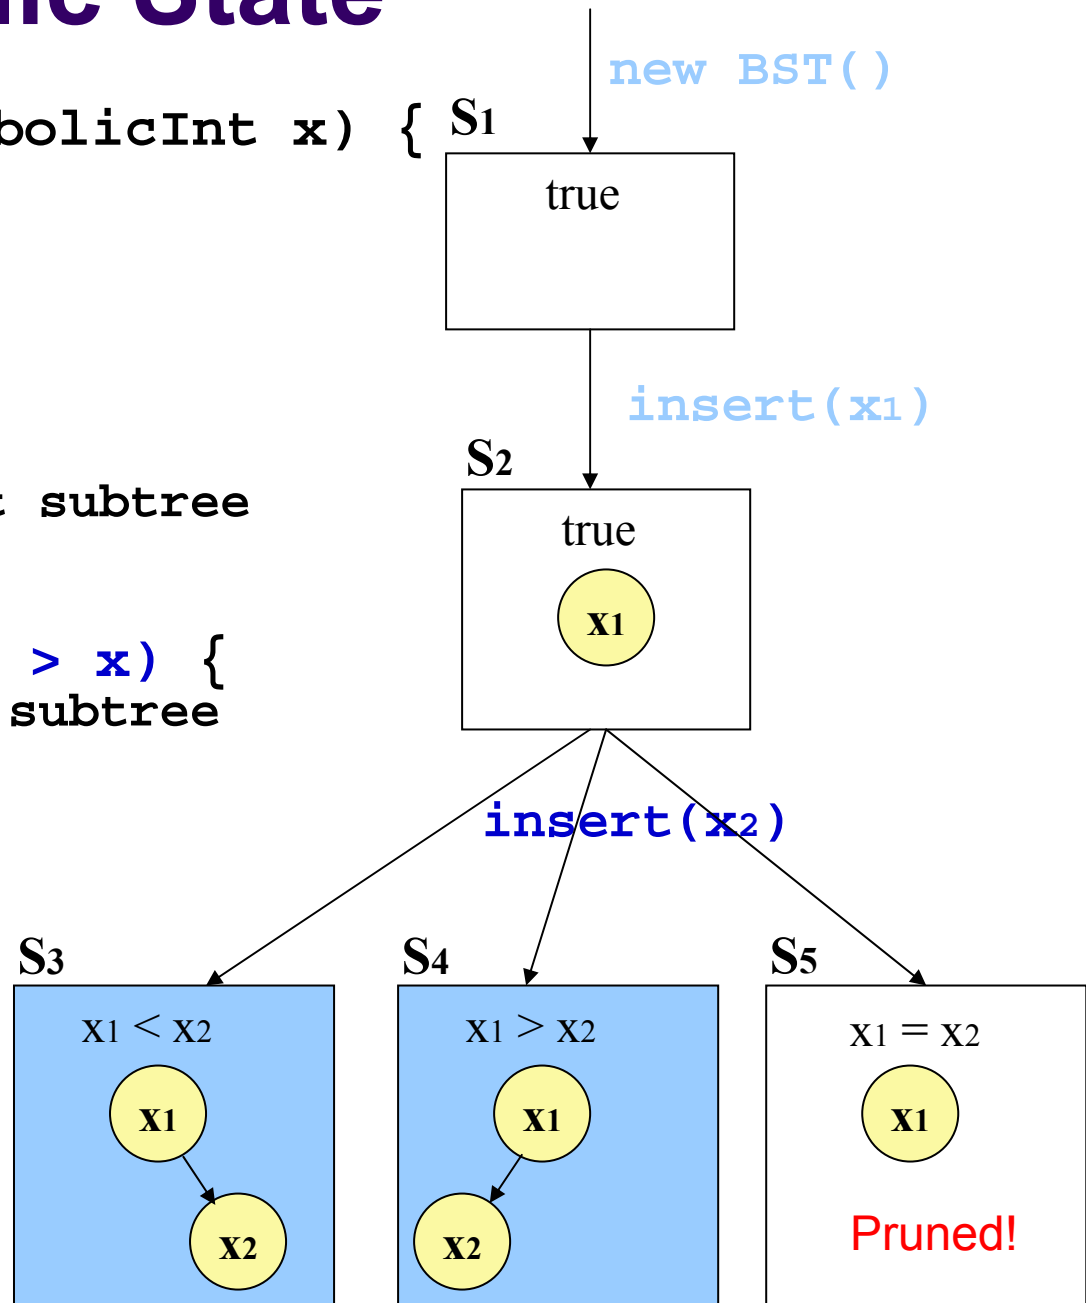 State
new BST()
x) {
S1
true
insert(x1)
S2
subtree
true
x1
> x) {
subtree
insert(x2)
S3
S4
S5
x1 < x2
x1 > x2
x1 = x2
x1
x1
x1
x2
x2
Pruned!